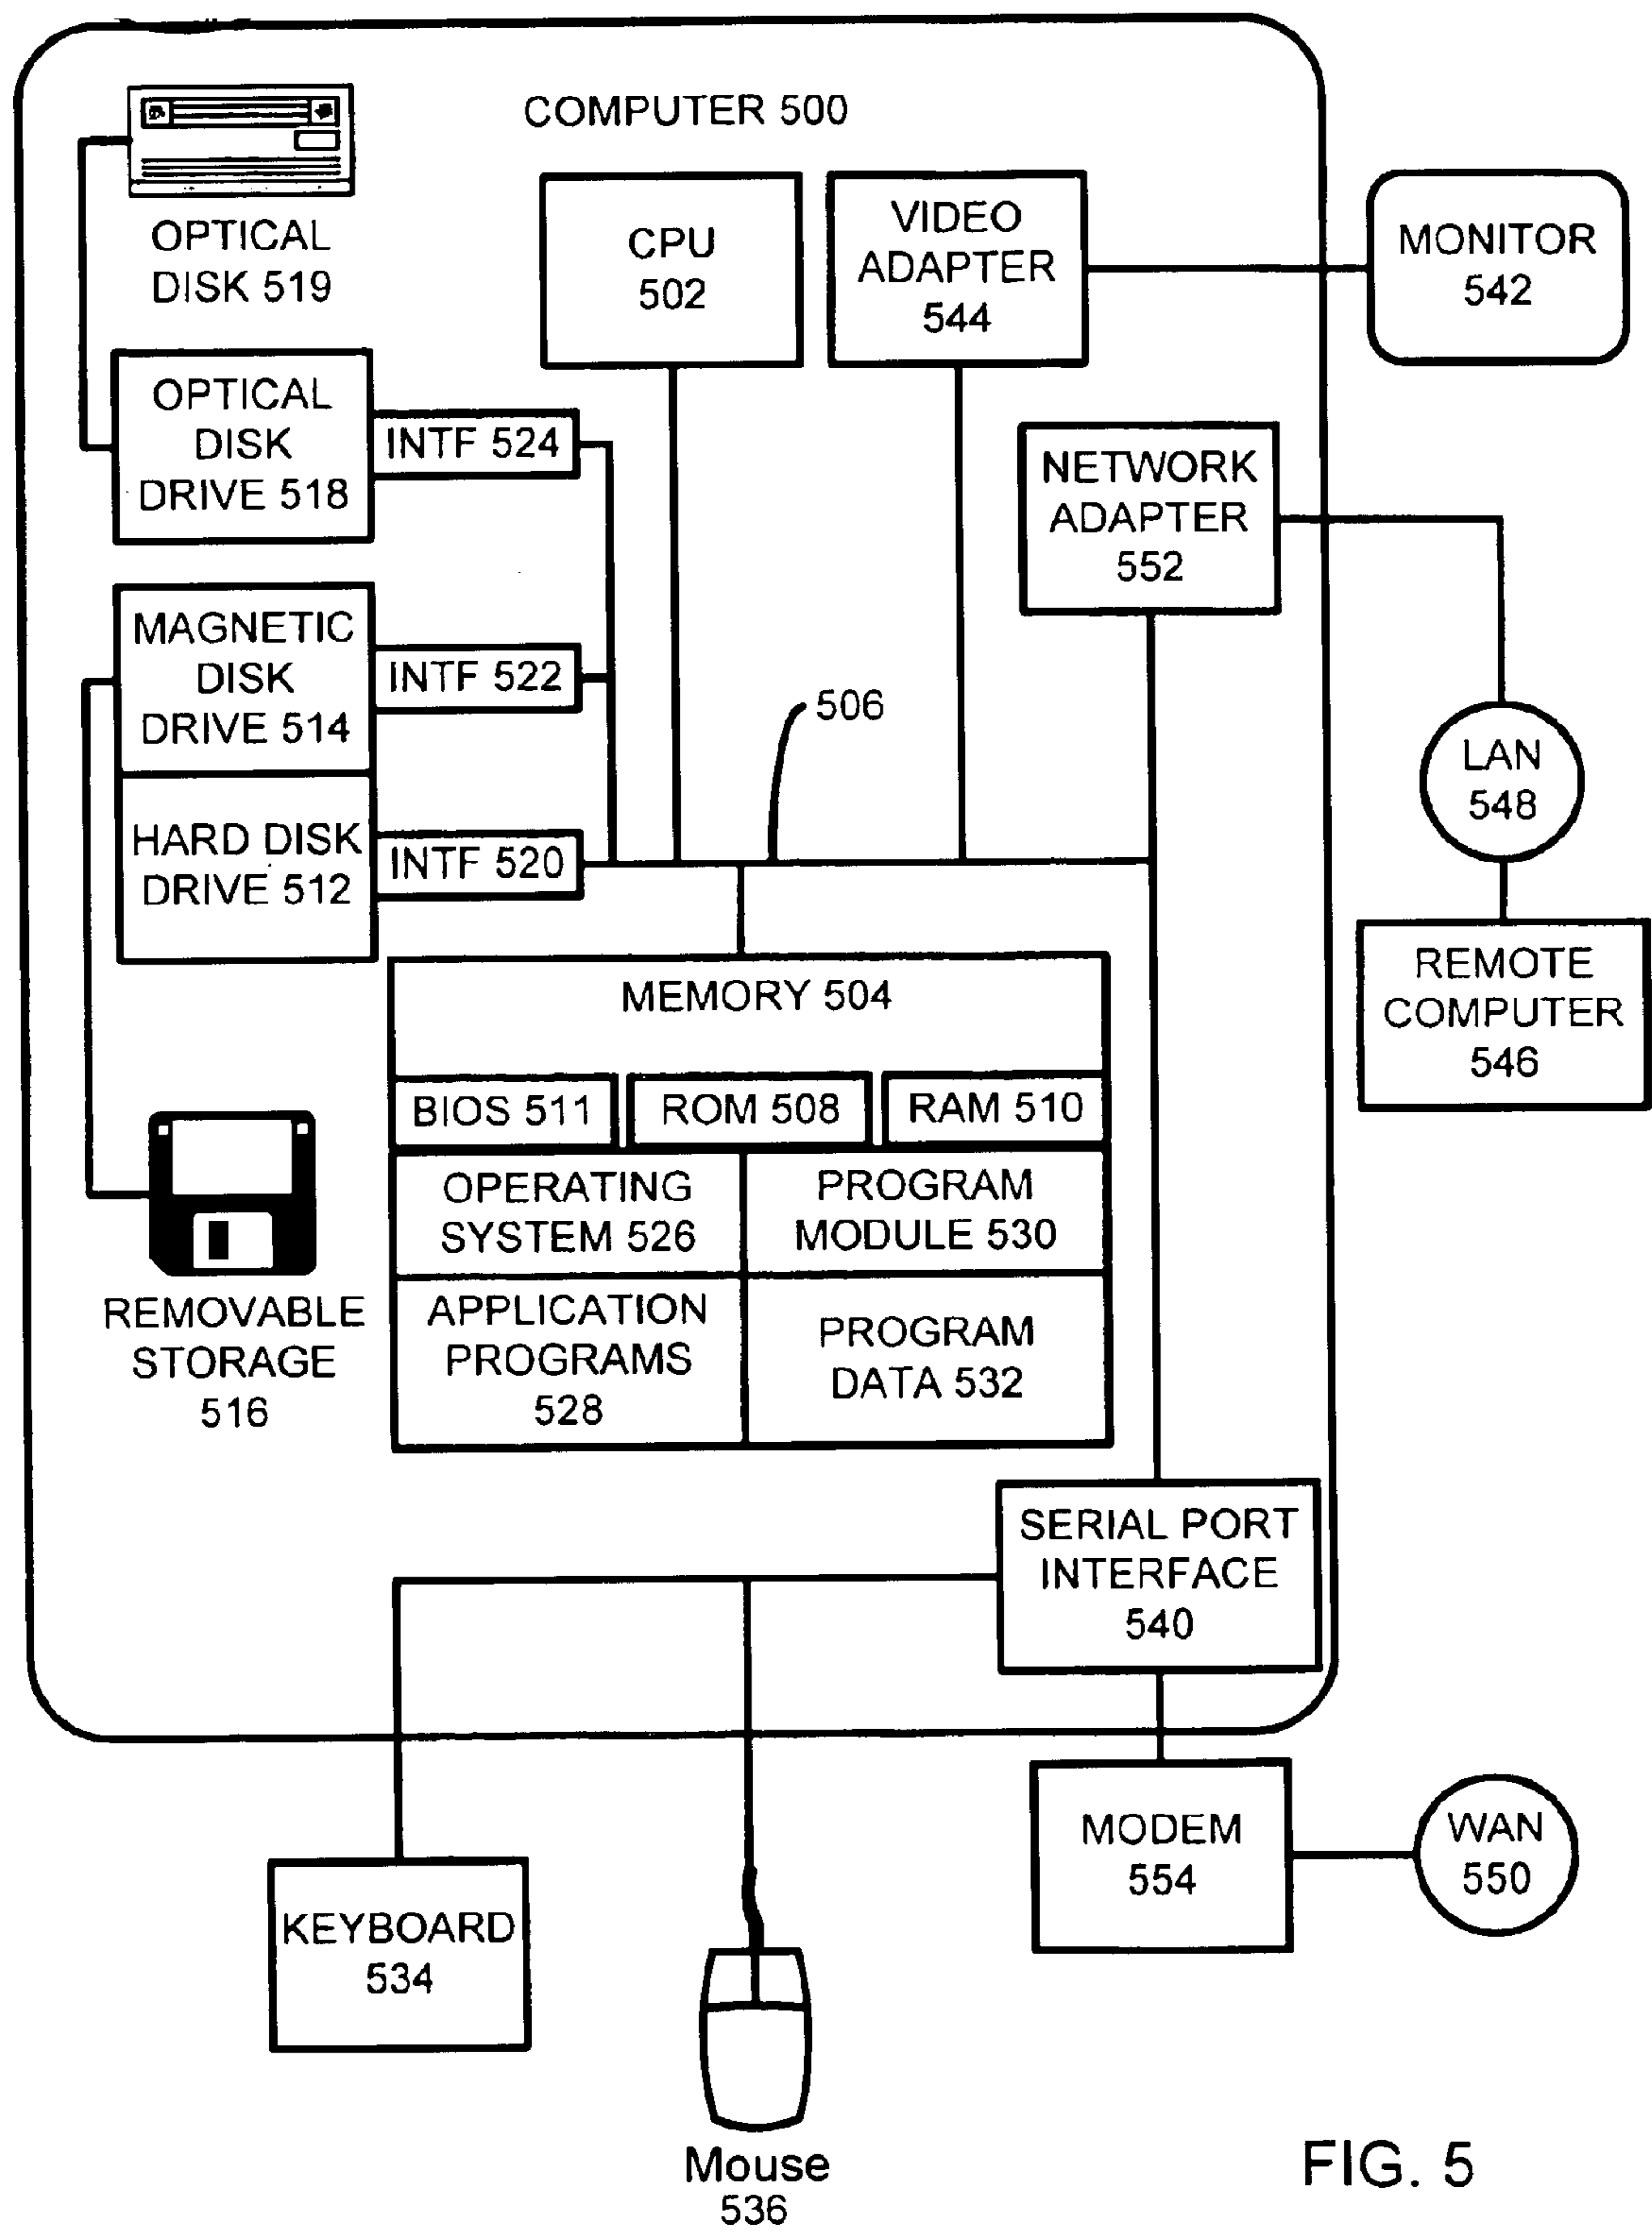 COMPUTER 500
OPTICAL
DISK 519
CPU
502
VIDEO
ADAPTER
544
MONITOR
542
OPTICAL
DISK
DRIVE 518
INTF 524
NETWORK
ADAPTER
552
MAGNETIC
DISK
DRIVE 514
INTF 522
506
LAN
548
HARD DISK
DRIVE 512
INTF 520
REMOTE
COMPUTER
546
MEMORY 504
BIOS 511
ROM 508
RAM 510
OPERATING
SYSTEM 526
PROGRAM
MODULE 530
REMOVABLE
STORAGE
516
APPLICATION
PROGRAMS
528
PROGRAM
DATA 532
SERIAL PORT
INTERFACE
540
MODEM
554
WAN
550
KEYBOARD
534
Mouse
536
FIG. 5